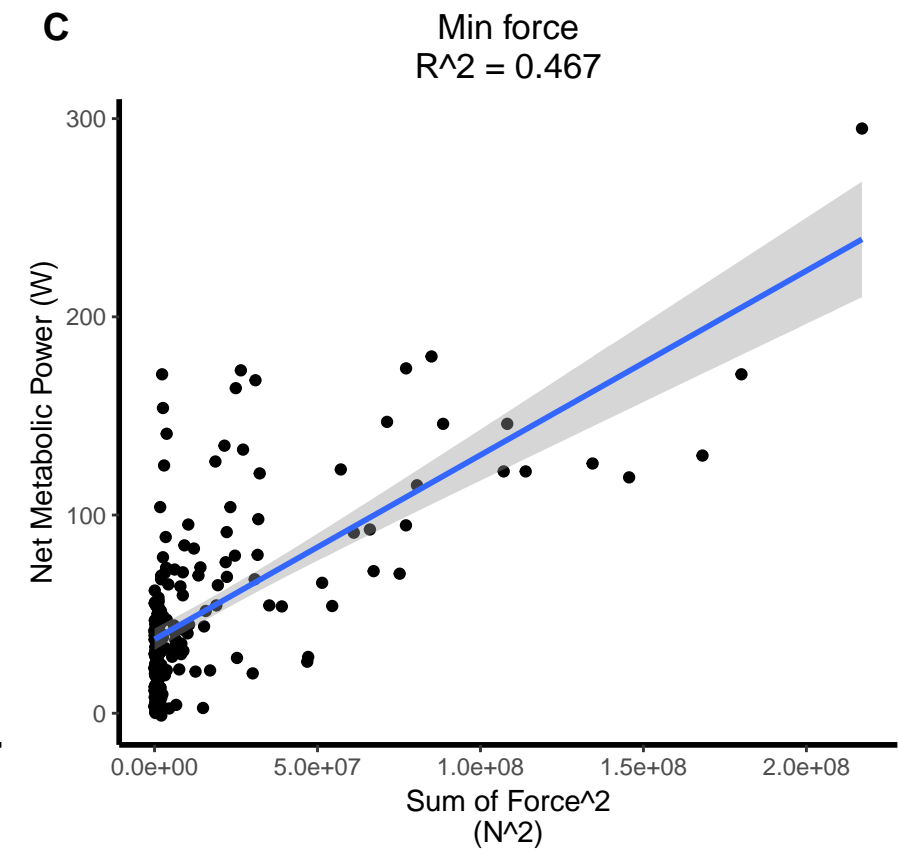 C
Min force
R^2 = 0.467
Net Metabolic Power (W)
300
200
100
0
0.0e+00 5.0e+07 1.0e+08 1.5e+08 2.0e+08
Sum of Force^2
(N^2)